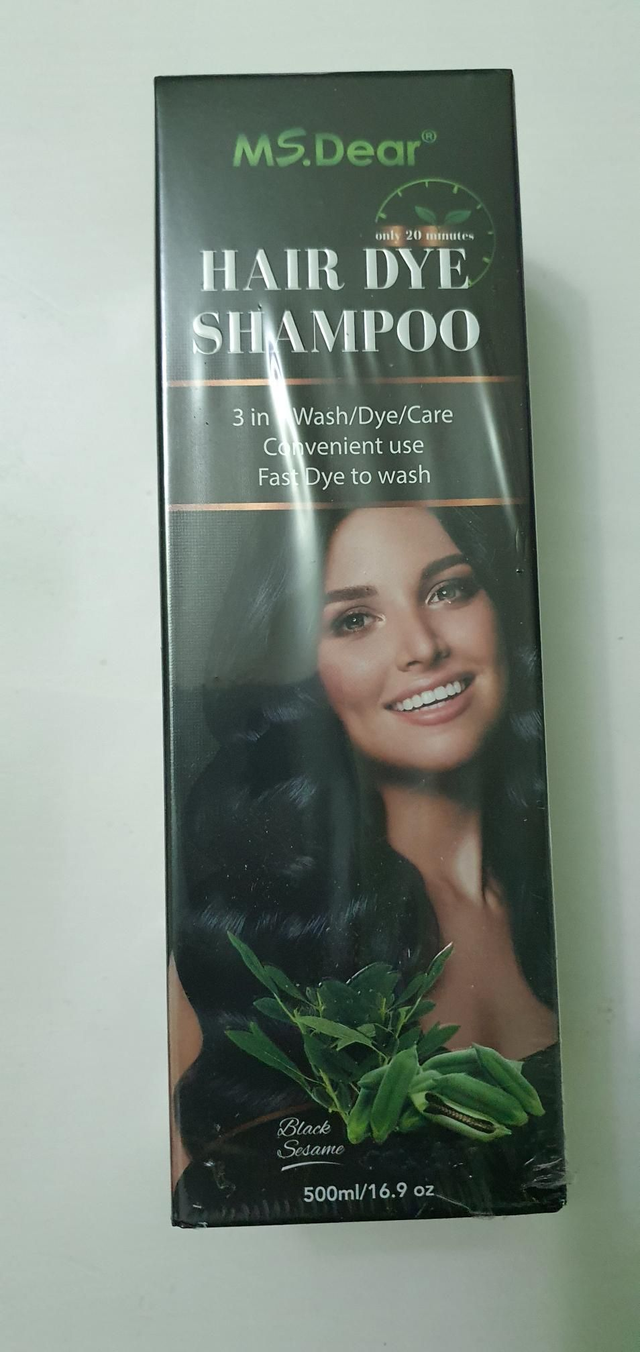 MS.Dear®
only 20 minutes
HAIR DYE
SHAMPOO
3 in Wash/Dye/Care
Convenient use
Fast Dye to wash
Black
Sesame
500ml/16.9 oz